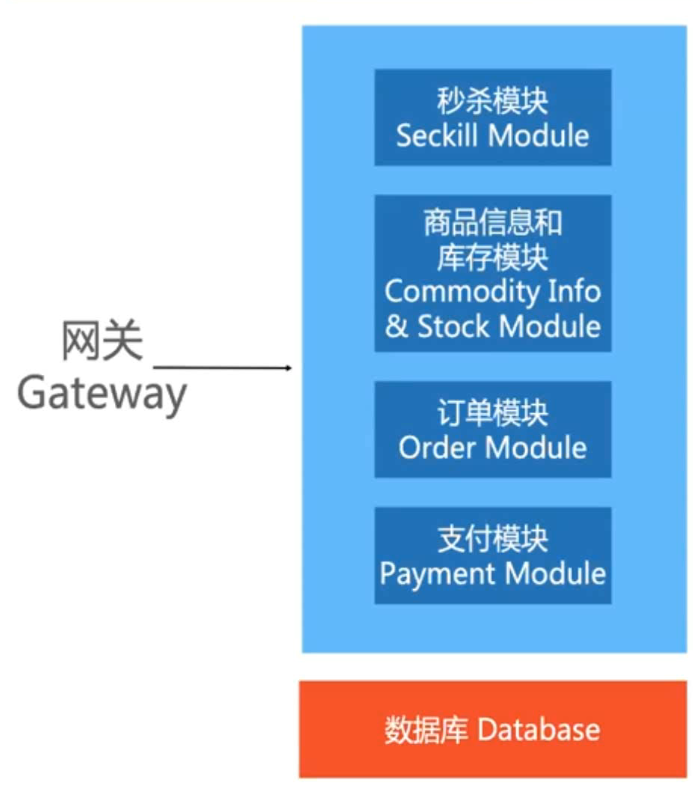 秒杀模块
Seckill Module
商品信息和
库存模块
Commodity Info
& Stock Module
网关
Gateway
订单模块
Order Module
支付模块
Payment Module
数据库 Database